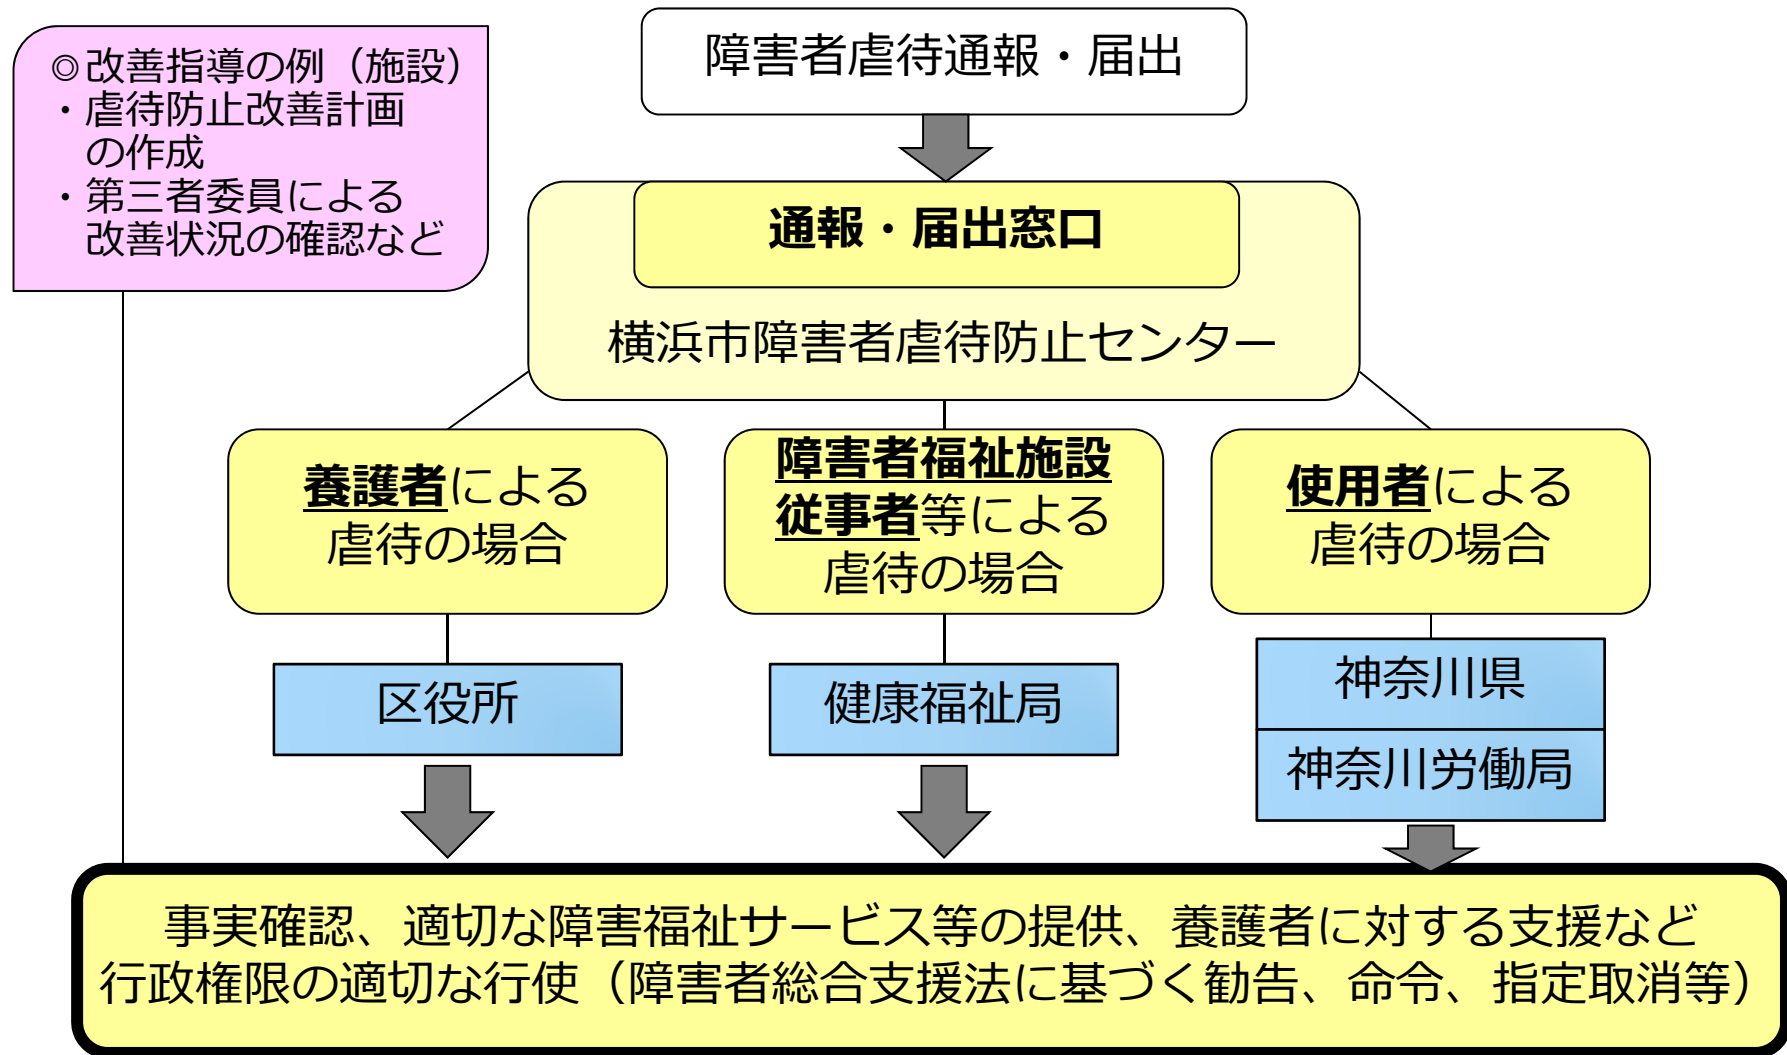 ◎改善指導の例（施設）
・虐待防止改善計画
の作成
・第三者委員による
改善状況の確認など
障害者虐待通報・届出
通報・届出窓口
横浜市障害者虐待防止センター
養護者による
虐待の場合
障害者福祉施設
従事者等による
虐待の場合
使用者による
虐待の場合
区役所
健康福祉局
神奈川県
神奈川労働局
事実確認、適切な障害福祉サービス等の提供、養護者に対する支援など
行政権限の適切な行使（障害者総合支援法に基づく勧告、命令、指定取消等）